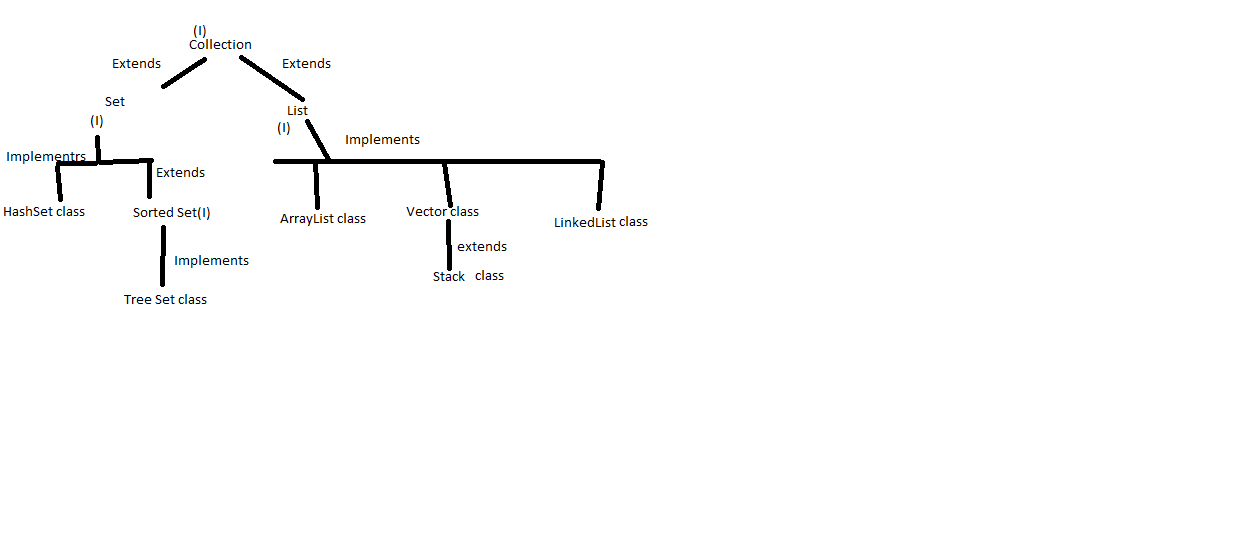 (I)
Collection
Extends
Extends
Set
(I)
List
(I)
Implements
Implementrs
Extends
HashSet class
Sorted Set(I)
ArrayList class
Vector class
LinkedList class
extends
Implements
Stack class
Tree Set class